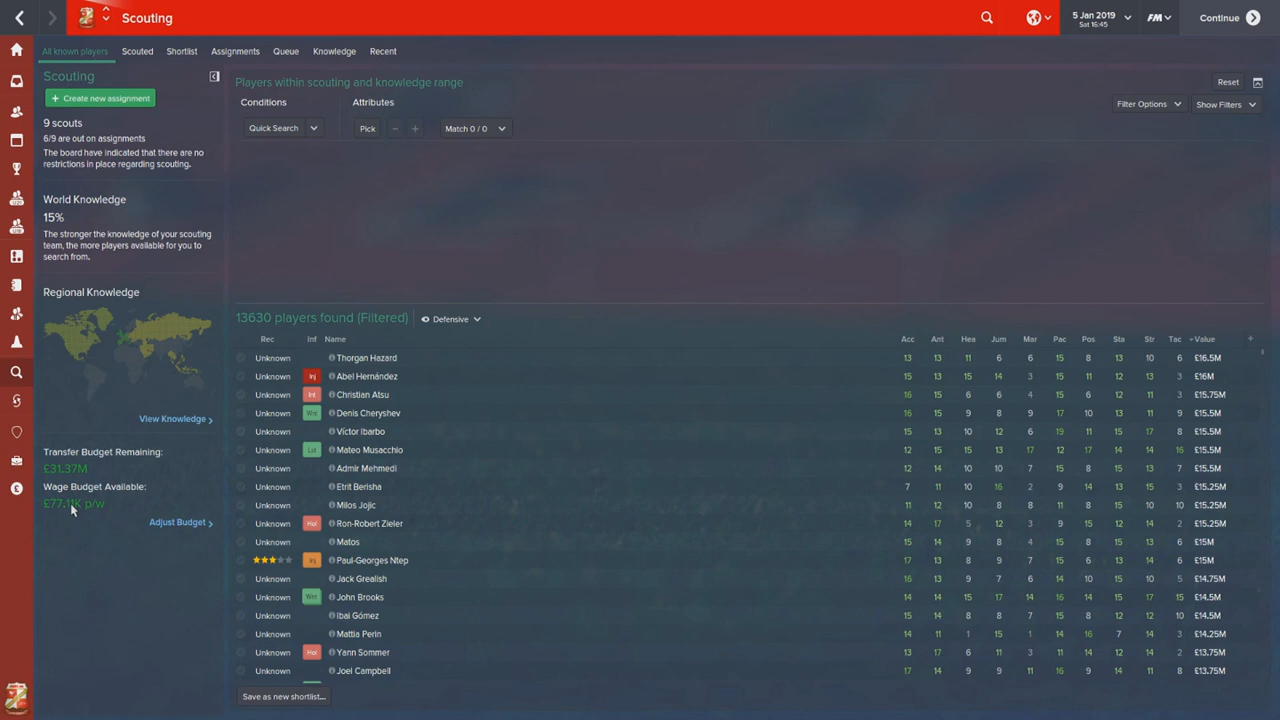 Scouting
5 Jan 2019
Sat 16:45
FM
Continue
All known players
Scouted
Shortlist
Assignments
Queue
Knowledge
Recent
Scouting
+ Create new assignment
9 scouts
6/9 are out on assignments
The board have indicated that there are no
restrictions in place regarding scouting.
World Knowledge
15%
The stronger the knowledge of your scouting
team, the more players available for you to
search from.
Regional Knowledge
View Knowledge
Transfer Budget Remaining:
£31.37M
Wage Budget Available:
£77.11K p/w
Adjust Budget
Players within scouting and knowledge range
Reset
Conditions
Attributes
Filter Options
Show Filters
Quick Search
Pick - +
Match 0 / 0
13630 players found (Filtered)
Defensive
Rec Inf Name Acc Ant Hea Jum Mar Pac Pos Sta Str Tac Value +
Unknown Thorgan Hazard 13 13 11 6 6 15 8 13 10 6 £16.5M
Unknown Inj Abel Hernández 15 13 15 14 3 15 11 12 13 3 £16M
Unknown Int Christian Atsu 16 15 6 6 4 15 6 12 11 3 £15.75M
Unknown Wnt Denis Cheryshev 16 15 9 8 9 17 10 13 11 9 £15.5M
Unknown Víctor Ibarbo 15 13 10 12 6 19 11 15 17 8 £15.5M
Unknown Lst Mateo Musacchio 12 15 15 13 17 12 17 14 14 16 £15.5M
Unknown Admir Mehmedi 12 14 10 10 7 15 8 15 13 7 £15.5M
Unknown Etrit Berisha 7 11 10 16 2 9 14 13 15 3 £15.25M
Unknown Milos Jojic 11 12 10 8 8 11 8 15 11 10 £15.25M
Unknown Hol Ron-Robert Zieler 14 17 5 12 3 9 15 12 14 2 £15.25M
Unknown Matos 15 14 9 8 4 15 8 15 13 6 £15M
Inj Paul-Georges Ntep 17 13 8 9 7 15 6 13 14 6 £15M
Unknown Jack Grealish 16 13 9 7 6 14 10 15 10 5 £14.75M
Unknown Wnt John Brooks 14 14 15 17 14 16 14 15 17 15 £14.5M
Unknown Ibai Gómez 15 14 8 8 7 15 8 12 12 10 £14.5M
Unknown Mattia Perin 14 11 1 15 1 14 16 7 14 2 £14.25M
Unknown Hol Yann Sommer 13 17 6 11 3 11 14 12 14 2 £13.75M
Unknown Joel Campbell 17 14 9 9 11 16 9 14 11 8 £13.75M
Save as new shortlist...